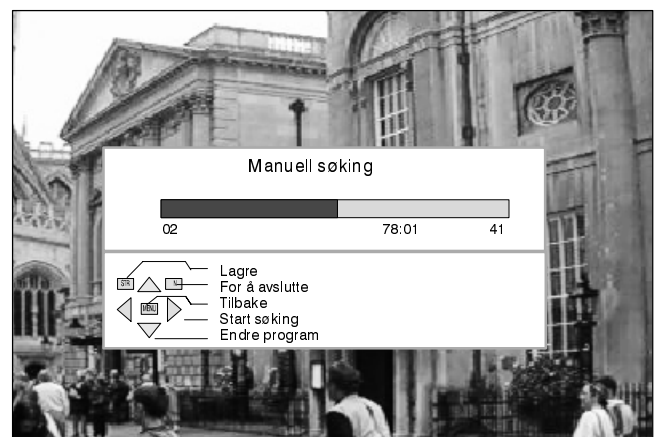 Manuell søking
02 78:01 41
STR Lagre
For å avslutte
MENU Tilbake
Start søking
Endre program